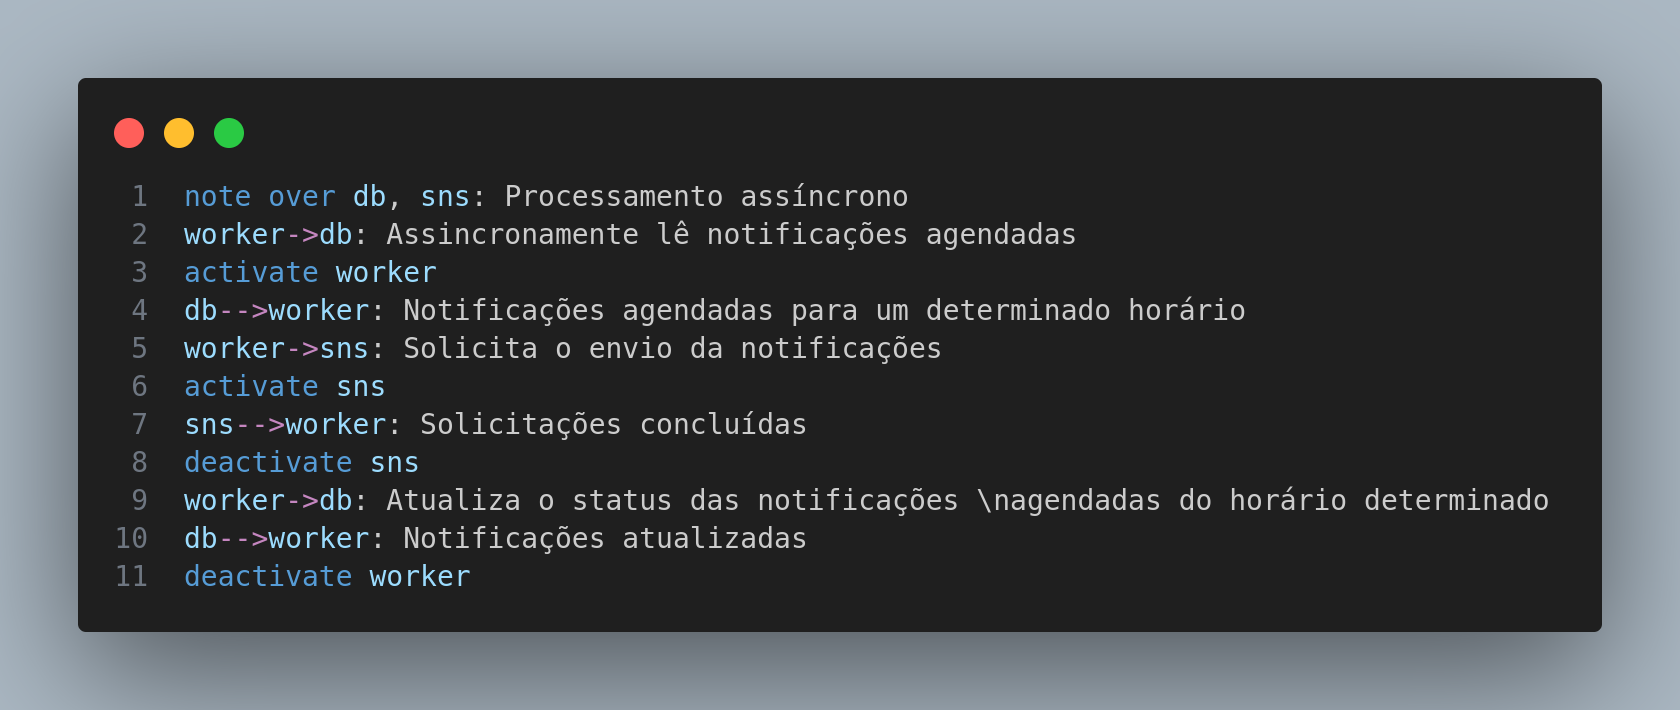 1 note over db, sns: Processamento assíncrono
2 worker->db: Assincronamente lê notificações agendadas
3 activate worker
4 db-->worker: Notificações agendadas para um determinado horário
5 worker->sns: Solicita o envio da notificações
6 activate sns
7 sns-->worker: Solicitações concluídas
8 deactivate sns
9 worker->db: Atualiza o status das notificações \nagendadas do horário determinado
10 db-->worker: Notificações atualizadas
11 deactivate worker